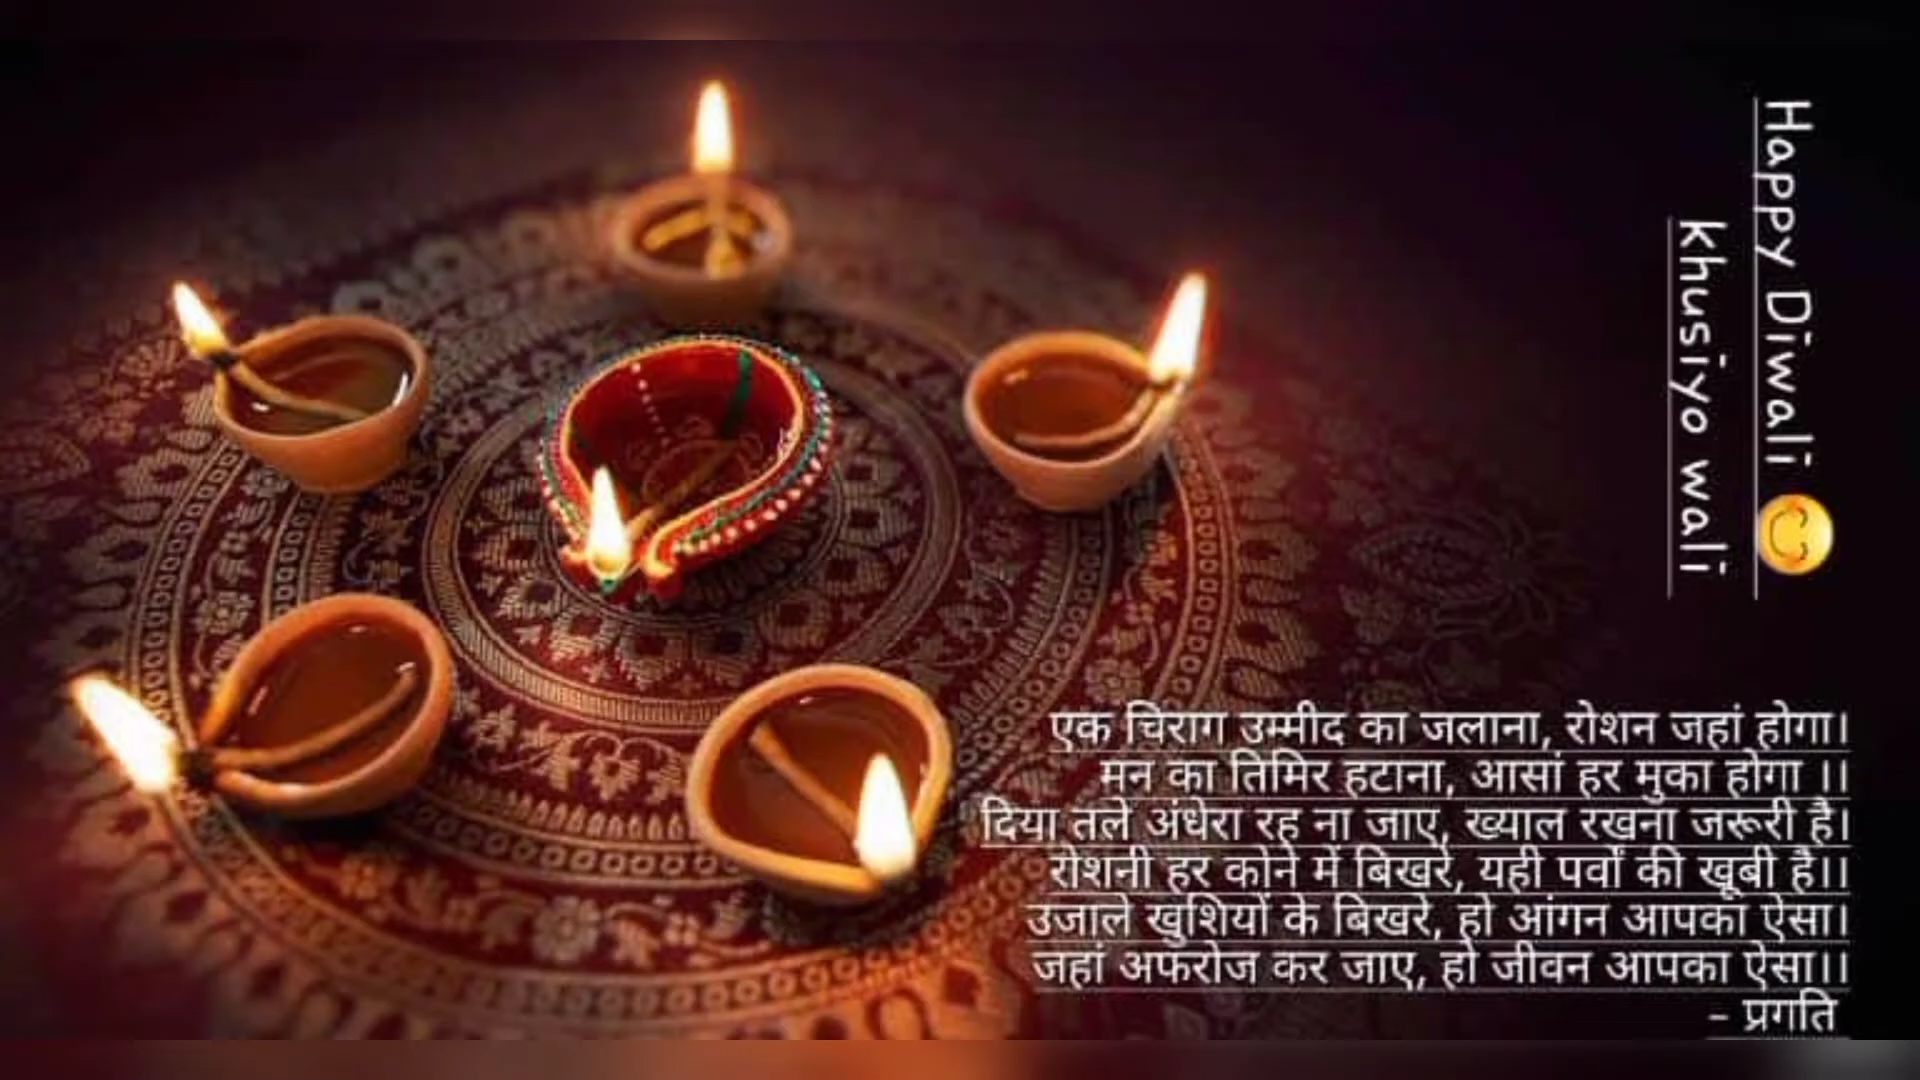 Happy Diwali 😊
khusiyo wali
एक चिराग उम्मीद का जलाना, रोशन जहां होगा।
मन का तिमिर हटाना, आसां हर मुका होगा ।।
दिया तले अंधेरा रह ना जाए, ख्याल रखना जरूरी है।
रोशनी हर कोने में बिखरे, यही पर्वों की खूबी है।।
उजाले खुशियों के बिखरे, हो आंगन आपका ऐसा।
जहां अफरोज कर जाए, हो जीवन आपका ऐसा।।
- प्रगति